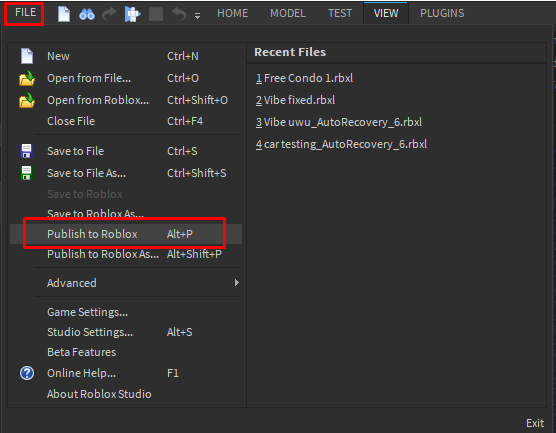 FILE HOME MODEL TEST VIEW PLUGINS
New Ctrl+N
Open from File... Ctrl+O
Open from Roblox... Ctrl+Shift+O
Close File Ctrl+F4
Save to File Ctrl+S
Save to File As... Ctrl+Shift+S
Save to Roblox
Save to Roblox As...
Publish to Roblox Alt+P
Publish to Roblox As... Alt+Shift+P
Advanced
Game Settings...
Studio Settings... Alt+S
Beta Features
Online Help... F1
About Roblox Studio
Recent Files
1 Free Condo 1.rbxl
2 Vibe fixed.rbxl
3 Vibe uwu_AutoRecovery_6.rbxl
4 car testing_AutoRecovery_6.rbxl
Exit